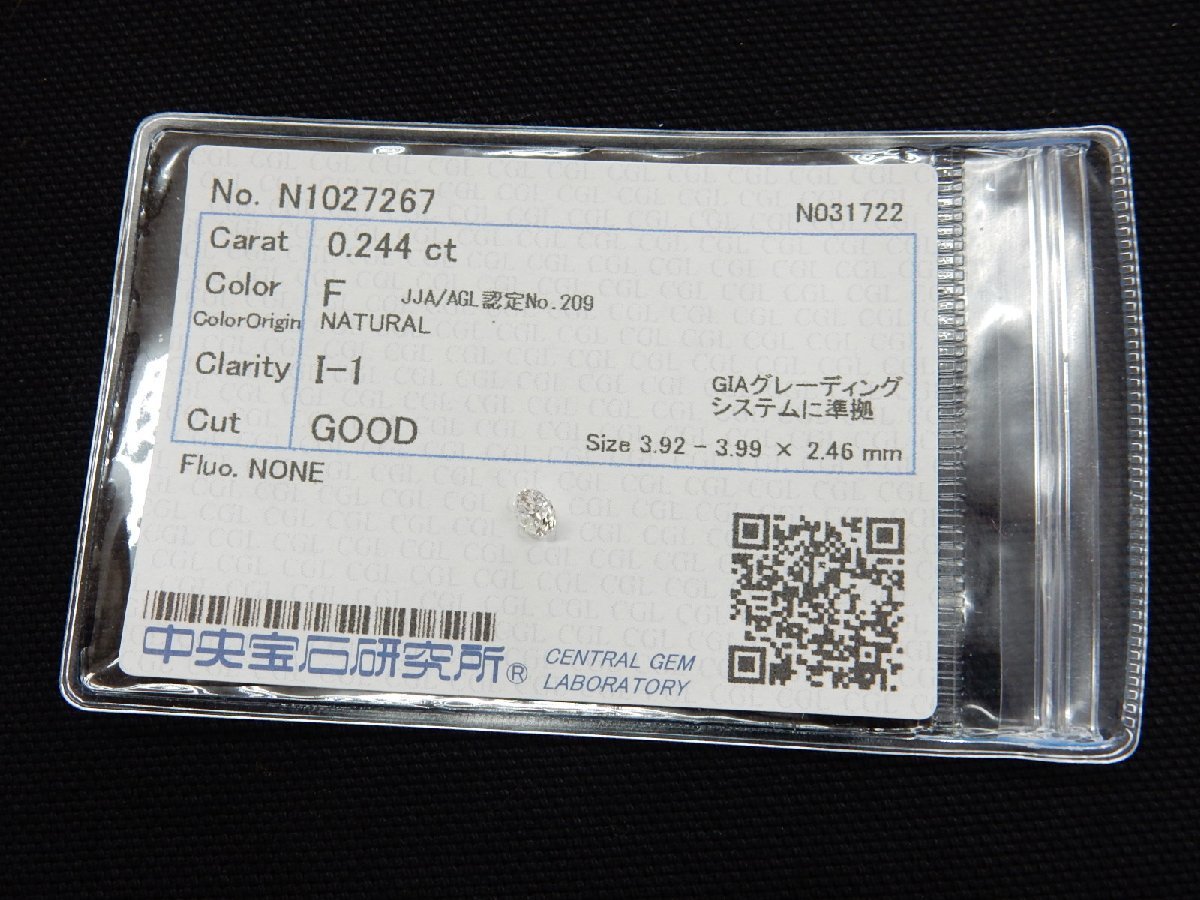 No. N1027267
N031722
Carat 0.244 ct
Color F JJA/AGL認定No.209
ColorOrigin NATURAL
Clarity I-1
GIAグレーディング
システムに準拠
Cut GOOD
Size 3.92 - 3.99 × 2.46 mm
Fluo. NONE
中央宝石研究所®
CENTRAL GEM
LABORATORY